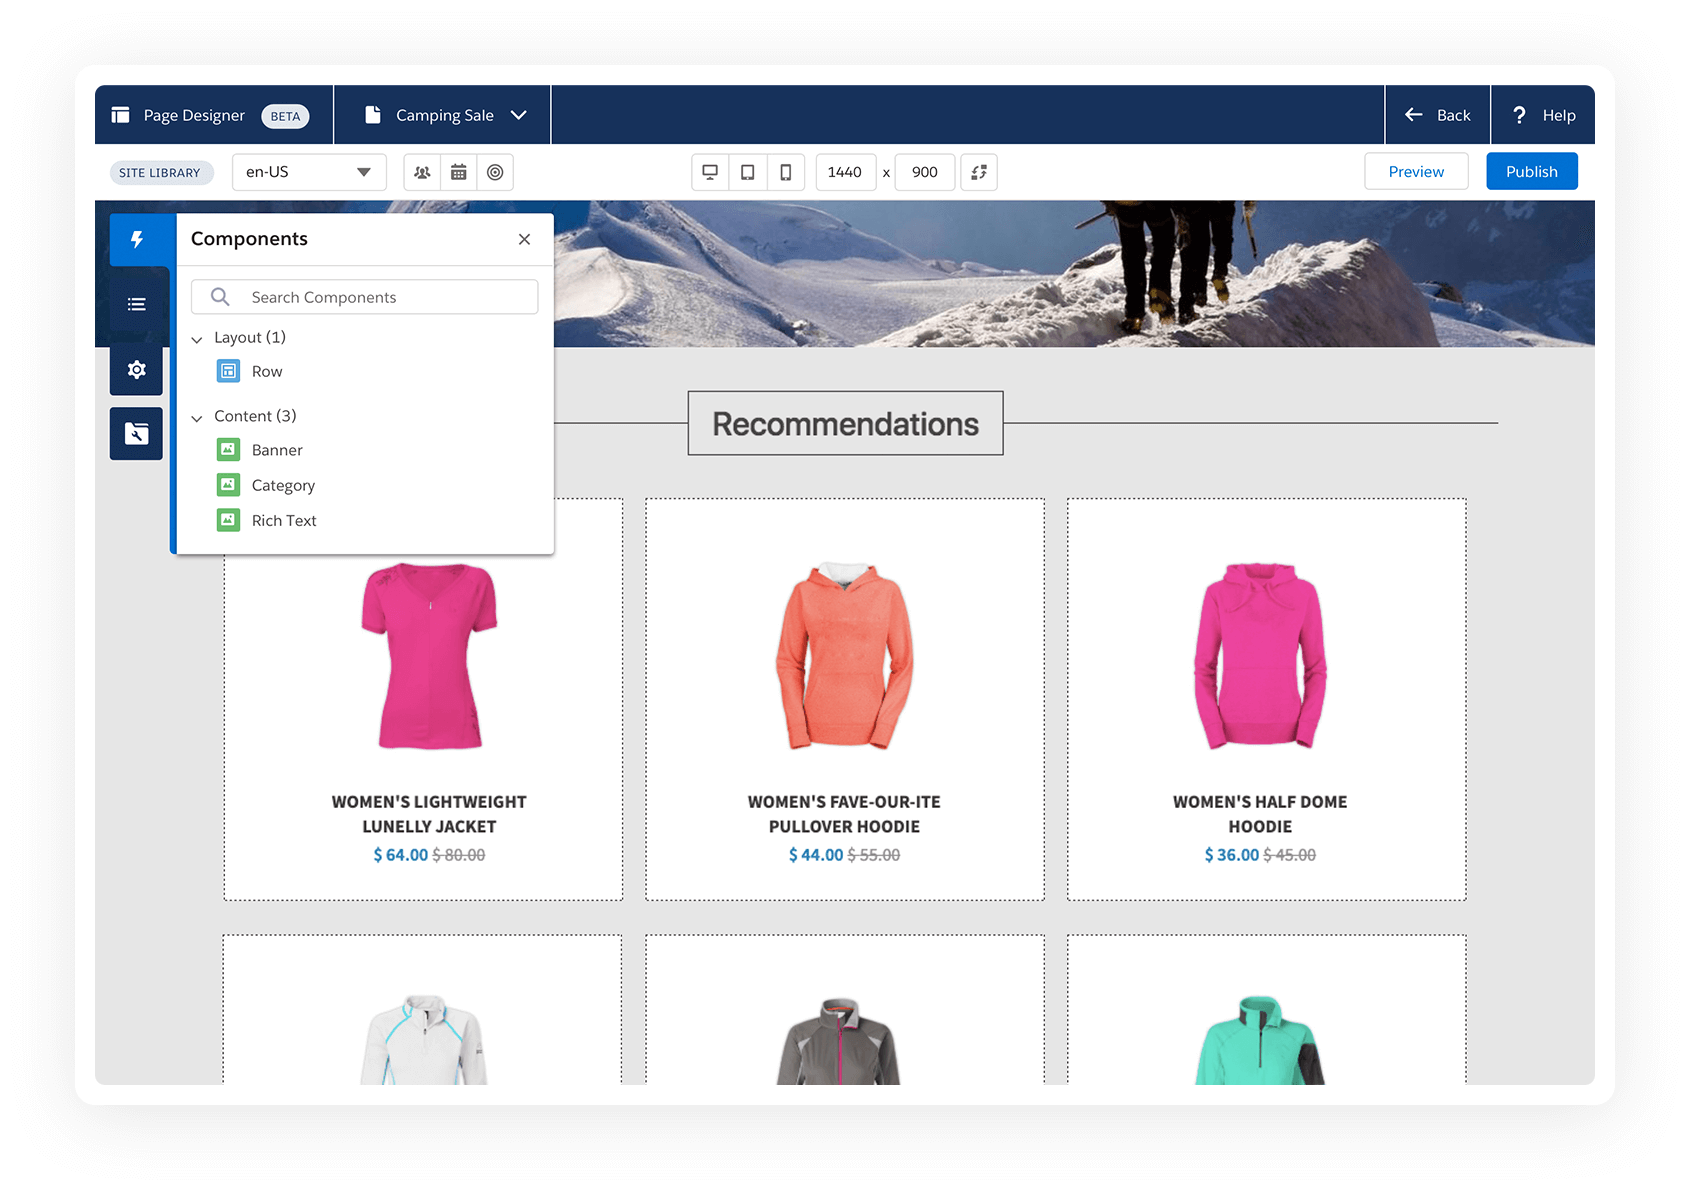 Page Designer BETA Camping Sale Back ? Help
SITE LIBRARY en-US 1440 x 900 Preview Publish
Components
Search Components
Layout (1)
Row
Content (3)
Banner
Category
Rich Text
Recommendations
WOMEN'S LIGHTWEIGHT
LUNELLY JACKET
$ 64.00 $ 80.00
WOMEN'S FAVE-OUR-ITE
PULLOVER HOODIE
$ 44.00 $ 55.00
WOMEN'S HALF DOME
HOODIE
$ 36.00 $ 45.00